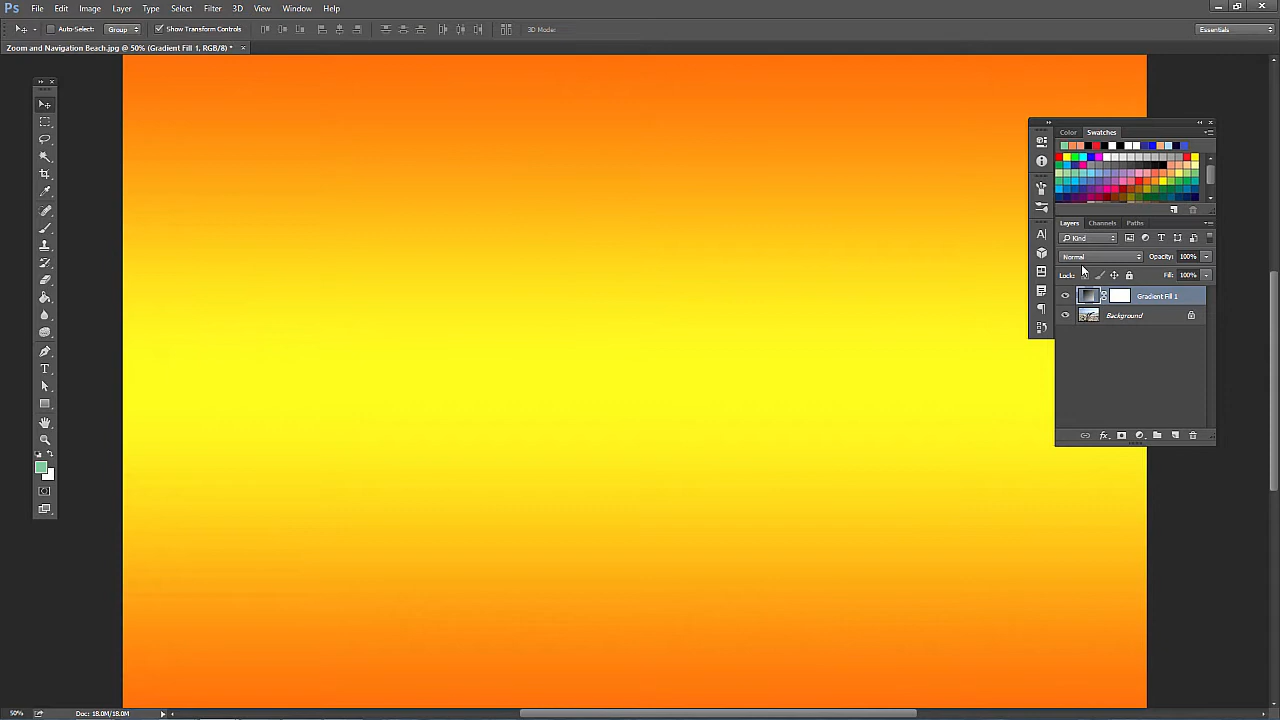 Ps File Edit Image Layer Type Select Filter 3D View Window Help
Auto-Select: Group Show Transform Controls 3D Mode: Essentials
Zoom and Navigation Beach.jpg @ 50% (Gradient Fill 1, RGB/8) * ×
Color Swatches
Layers Channels Paths
Kind
Normal Opacity: 100%
Lock: Fill: 100%
Gradient Fill 1
Background
50% Doc: 18.0M/18.0M